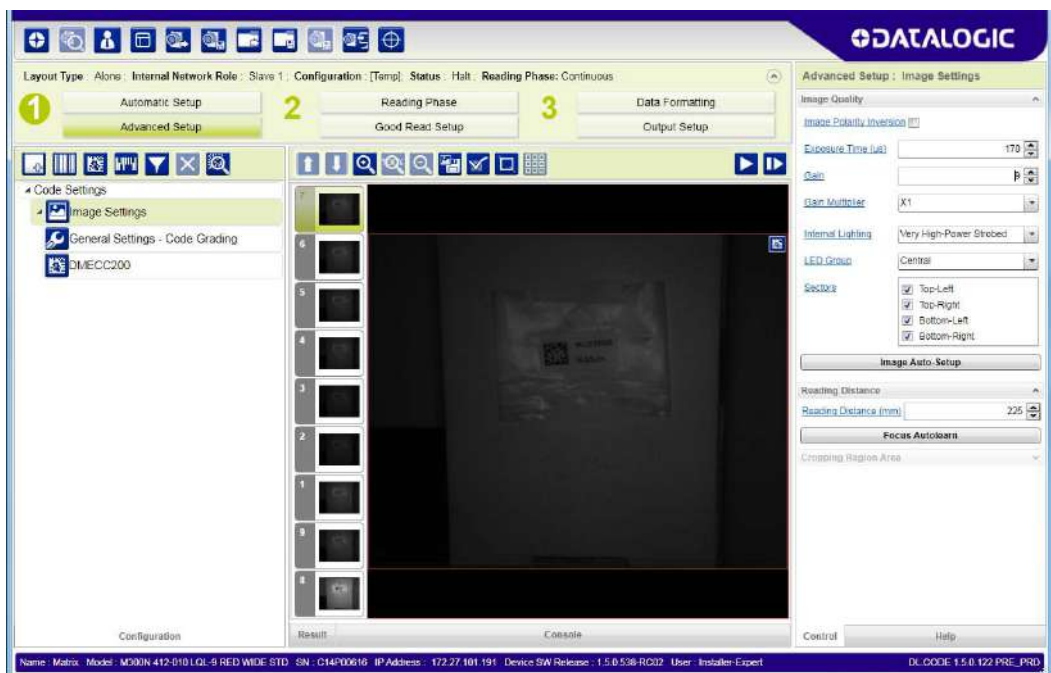 DATALOGIC
Layout Type : Alone : Internal Network Role : Slave 1 : Configuration : [Temp]: Status : Halt : Reading Phase: Continuous
1
Automatic Setup
Advanced Setup
2
Reading Phase
Good Read Setup
3
Data Formatting
Output Setup
Code Settings
Image Settings
General Settings - Code Grading
DMECC200
Configuration
7
6
5
4
3
2
1
9
8
Result
Console
Advanced Setup : Image Settings
Image Quality
Image Polarity Inversion
Exposure Time (us) 170
Gain
Gain Multiplier X1
Internal Lighting Very High-Power Strobed
LED Group Central
Sectors
Top-Left
Top-Right
Bottom-Left
Bottom-Right
Image Auto-Setup
Reading Distance
Reading Distance (mm) 225
Focus Autolearn
Cropping Region Area
Control
Help
Name : Matrix Model : M300N 412-010 LQL-9 RED WIDE STD SN : C14P00616 IP Address : 172.27.101.191 Device SW Release : 1.5.0.538-RC02 User : Installer-Expert DL.CODE 1.5.0.122 PRE_PRD